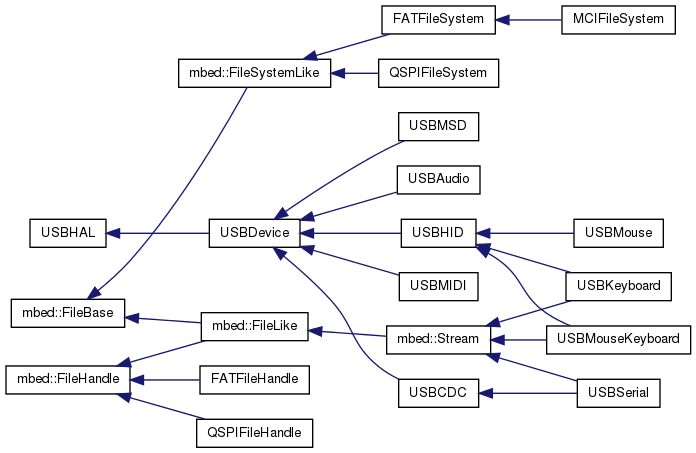 FATFileSystem
MCIFileSystem
mbed::FileSystemLike
QSPIFileSystem
USBMSD
USBAudio
USBHAL
USBDevice
USBHID
USBMouse
USBMIDI
USBKeyboard
mbed::FileBase
mbed::FileLike
mbed::Stream
USBMouseKeyboard
mbed::FileHandle
FATFileHandle
USBCDC
USBSerial
QSPIFileHandle